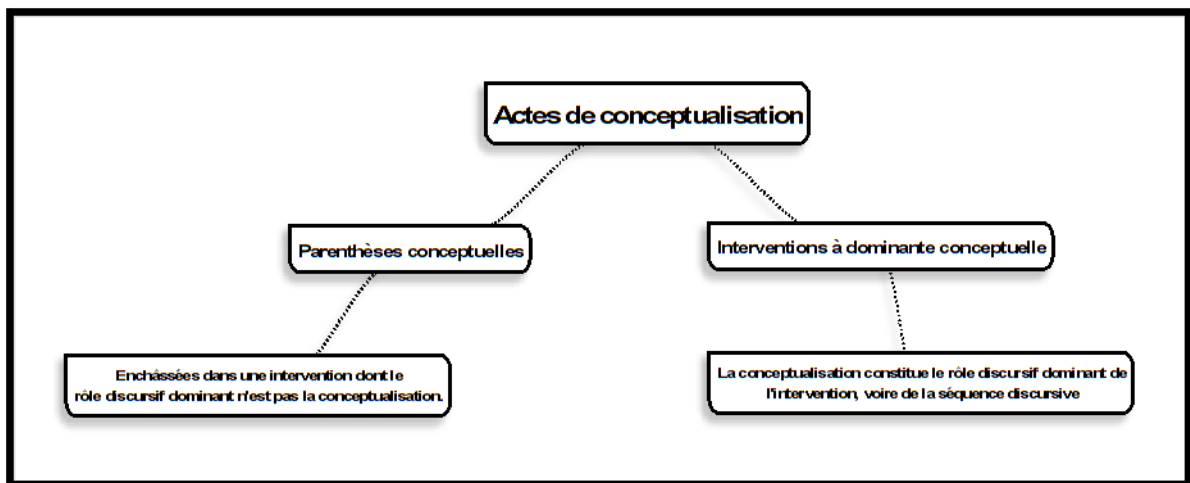 Actes de conceptualisation
Parenthèses conceptuelles
Interventions à dominante conceptuelle
Enchâssées dans une intervention dont le
rôle discursif dominant n'est pas la conceptualisation.
La conceptualisation constitue le rôle discursif dominant de
l'intervention, voire de la séquence discursive